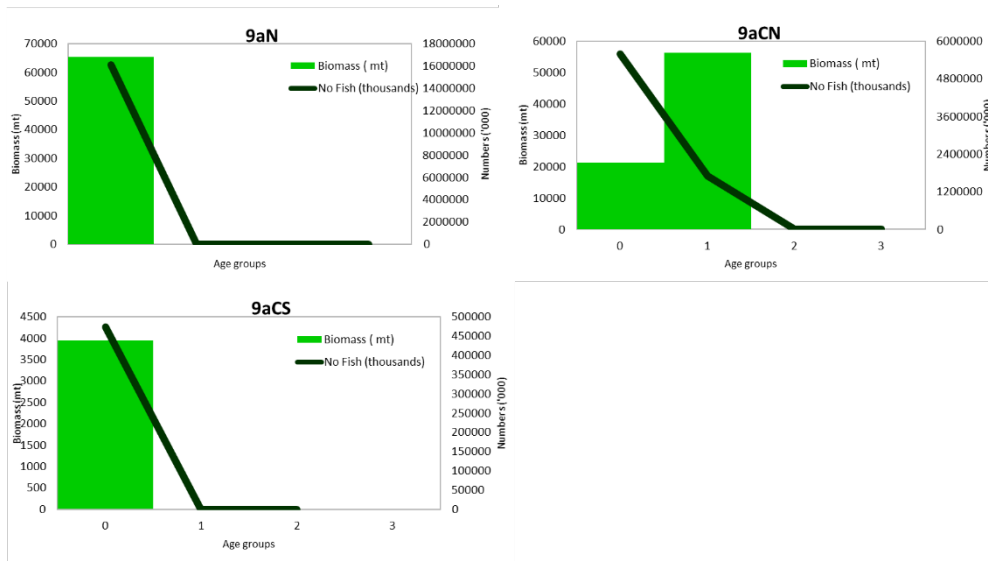 9aN
70000
60000
50000
40000
30000
20000
10000
0
Biomass (mt)
Biomass ( mt)
No Fish (thousands)
18000000
16000000
14000000
12000000
10000000
8000000
6000000
4000000
2000000
0
Numbers ('000)
Age groups
9aCN
60000
50000
40000
30000
20000
10000
0
Biomass (mt)
Biomass ( mt)
No Fish (thousands)
6000000
4800000
3600000
2400000
1200000
0
Numbers ('000)
0 1 2 3
Age groups
9aCS
4500
4000
3500
3000
2500
2000
1500
1000
500
0
Biomass (mt)
Biomass ( mt)
No Fish (thousands)
500000
450000
400000
350000
300000
250000
200000
150000
100000
50000
0
Numbers ('000)
0 1 2 3
Age groups